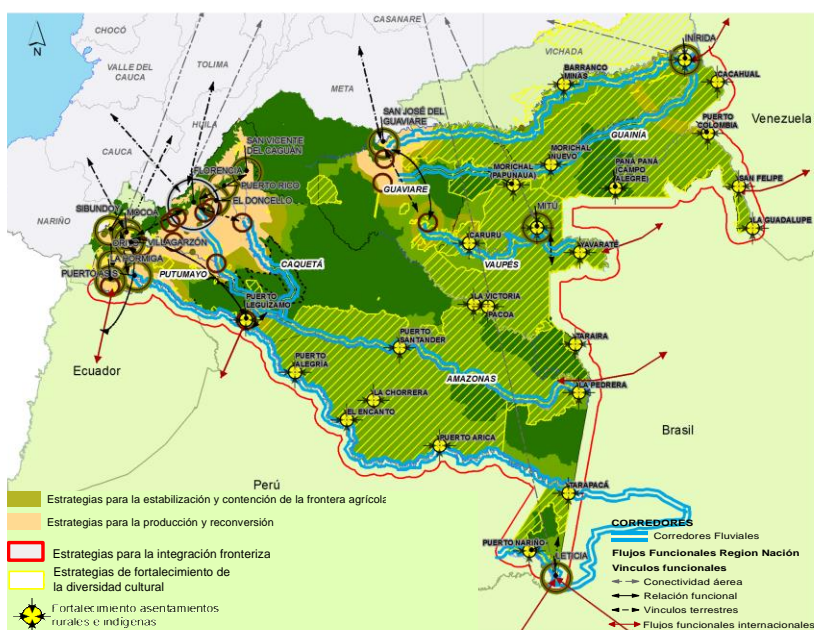 N
CHOCÓ
CASANARE
VALLE DEL
CAUCA
TOLIMA
META
VICHADA
HUILA
CAUCA
NARIÑO
INÍRIDA
BARRANCO
MINAS
CACAHUAL
SAN JOSÉ DEL
GUAVIARE
PUERTO
COLOMBIA
Venezuela
GUAINÍA
SAN VICENTE
DEL CAGUÁN
FLORENCIA
PUERTO RICO
EL DONCELLO
MORICHAL
NUEVO
MORICHAL
(PAPUNAUA)
PANÁ PANÁ
(CAMPO
ALEGRE)
SAN FELIPE
GUAVIARE
SIBUNDOY
MOCOA
MITÚ
LA GUADALUPE
VILLAGARZÓN
CARURU
YAVARATÉ
LA HORMIGA
PUERTO ASÍS
PUTUMAYO
CAQUETÁ
VAUPÉS
PUERTO
LEGUÍZAMO
LA VICTORIA
PACOA
PUERTO
SANTANDER
TARAIRA
Ecuador
PUERTO
ALEGRÍA
AMAZONAS
LA PEDRERA
LA CHORRERA
EL ENCANTO
Brasil
PUERTO ARICA
Perú
TARAPACÁ
PUERTO NARIÑO
LETICIA
Estrategias para la estabilización y contención de la frontera agrícola
Estrategias para la producción y reconversión
Estrategias para la integración fronteriza
Estrategias de fortalecimiento de
la diversidad cultural
Fortalecimiento asentamientos
rurales e indígenas
CORREDORES
Corredores Fluviales
Flujos Funcionales Region Nación
Vinculos funcionales
Conectividad aérea
Relación funcional
Vinculos terrestres
Flujos funcionales internacionales